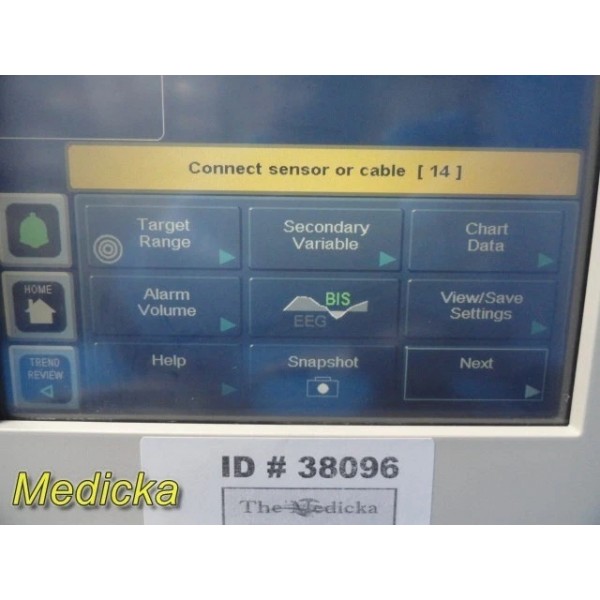 Connect sensor or cable [ 14 ]
Target
Range
Secondary
Variable
Chart
Data
HOME
Alarm
Volume
BIS
EEG
View/Save
Settings
TREND
REVIEW
Help
Snapshot
Next
ID # 38096
The Medicka
Medicka